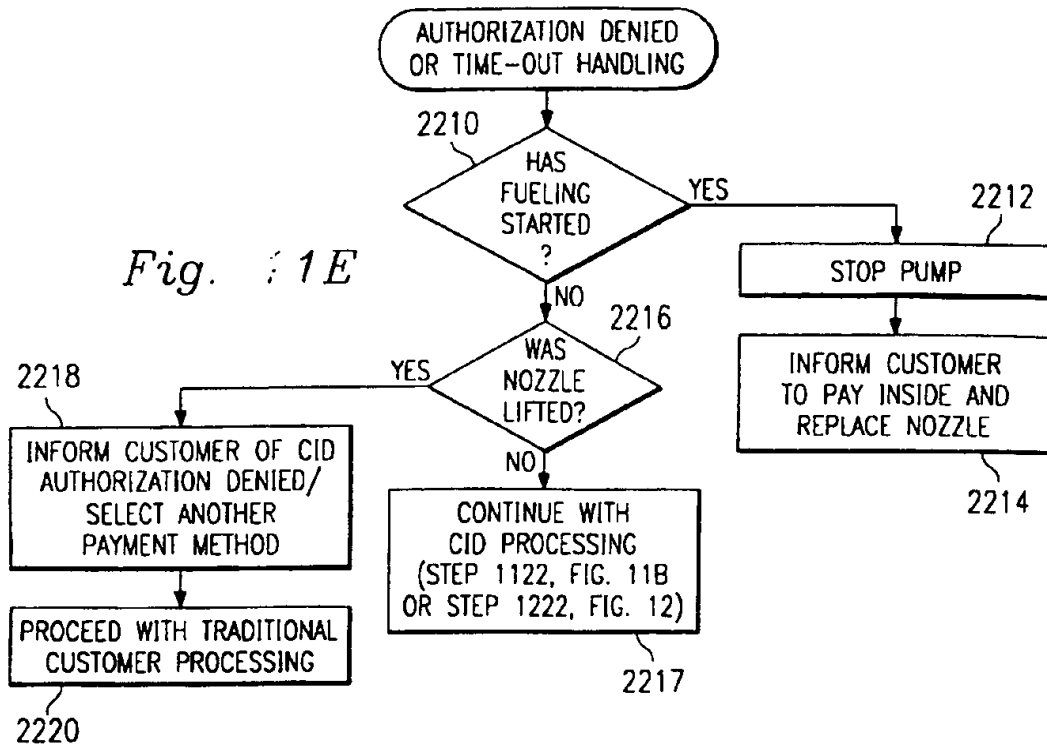 AUTHORIZATION DENIED
OR TIME-OUT HANDLING
2210
HAS
FUELING
STARTED
?
YES
2212
STOP PUMP
Fig. 1E
NO
2216
WAS
NOZZLE
LIFTED?
YES
2218
INFORM CUSTOMER
TO PAY INSIDE AND
REPLACE NOZZLE
2214
INFORM CUSTOMER OF CID
AUTHORIZATION DENIED/
SELECT ANOTHER
PAYMENT METHOD
NO
CONTINUE WITH
CID PROCESSING
(STEP 1122, FIG. 11B
OR STEP 1222, FIG. 12)
2217
PROCEED WITH TRADITIONAL
CUSTOMER PROCESSING
2220